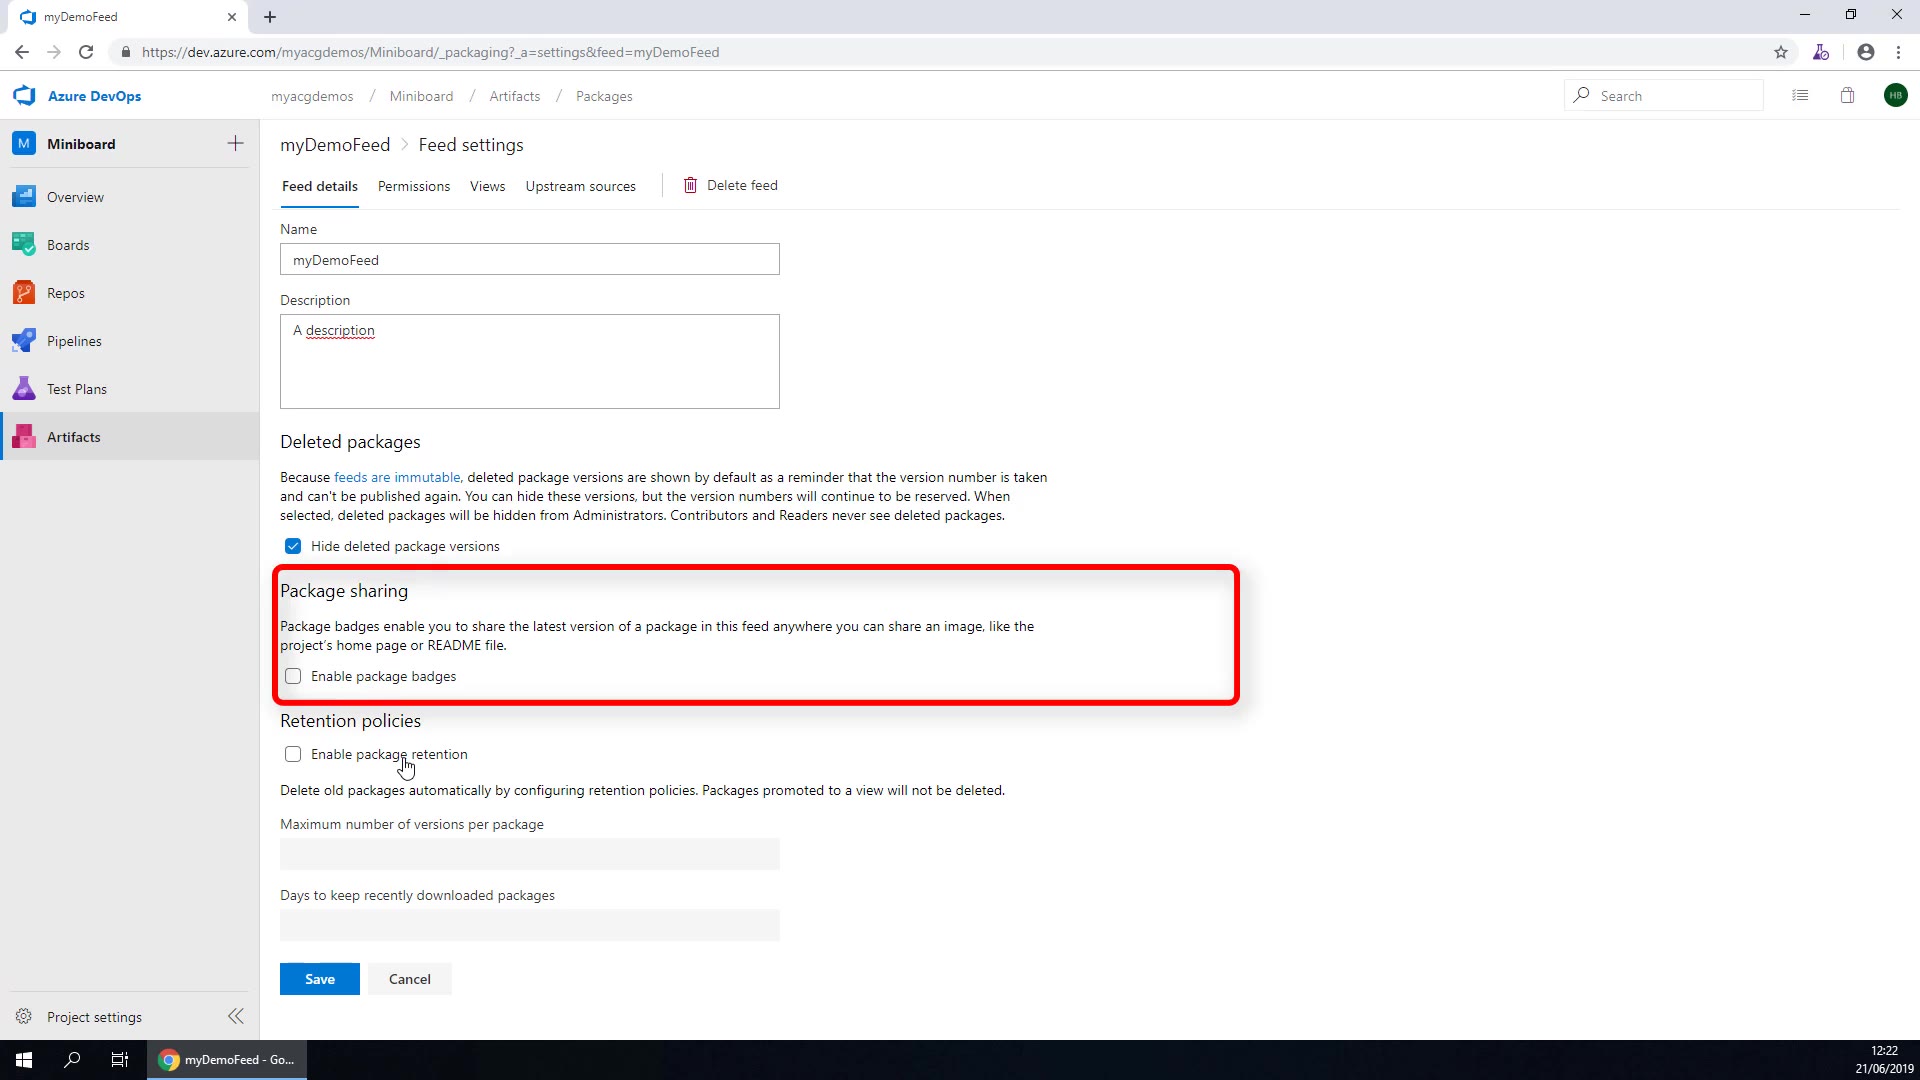 myDemoFeed
https://dev.azure.com/myacgdemos/Miniboard/_packaging?_a=settings&feed=myDemoFeed
Azure DevOps
myacgdemos / Miniboard / Artifacts / Packages
Search
HB
M Miniboard
myDemoFeed > Feed settings
Feed details Permissions Views Upstream sources Delete feed
Overview
Boards
Repos
Pipelines
Test Plans
Artifacts
Name
myDemoFeed
Description
A description
Deleted packages
Because feeds are immutable, deleted package versions are shown by default as a reminder that the version number is taken
and can't be published again. You can hide these versions, but the version numbers will continue to be reserved. When
selected, deleted packages will be hidden from Administrators. Contributors and Readers never see deleted packages.
Hide deleted package versions
Package sharing
Package badges enable you to share the latest version of a package in this feed anywhere you can share an image, like the
project's home page or README file.
Enable package badges
Retention policies
Enable package retention
Delete old packages automatically by configuring retention policies. Packages promoted to a view will not be deleted.
Maximum number of versions per package
Days to keep recently downloaded packages
Save Cancel
Project settings
myDemoFeed - Go...
12:22
21/06/2019